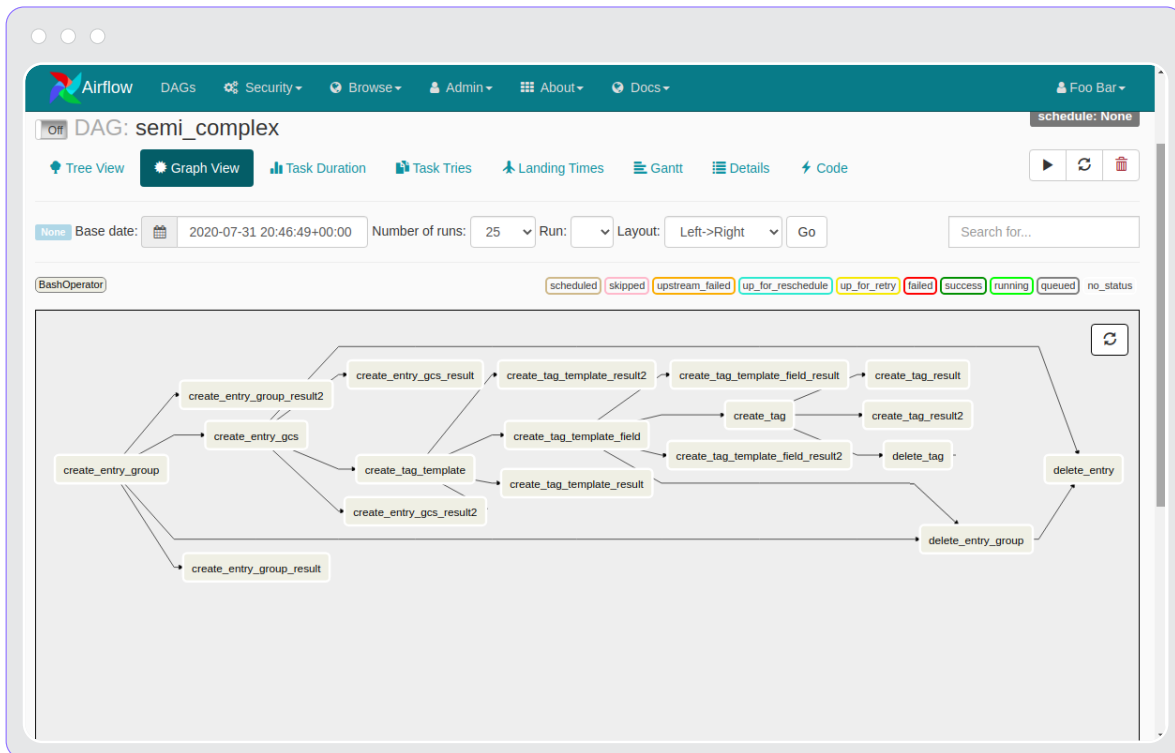 Airflow DAGs Security Browse Admin About Docs Foo Bar
schedule: None
Off DAG: semi_complex
Tree View Graph View Task Duration Task Tries Landing Times Gantt Details Code
None Base date: 2020-07-31 20:46:49+00:00 Number of runs: 25 Run: Layout: Left->Right Go Search for...
BashOperator scheduled skipped upstream_failed up_for_reschedule up_for_retry failed success running queued no_status
create_entry_gcs_result create_tag_template_result2 create_tag_template_field_result create_tag_result
create_entry_group_result2
create_tag create_tag_result2
create_entry_gcs create_tag_template_field
create_tag_template_field_result2 delete_tag
create_entry_group create_tag_template delete_entry
create_tag_template_result
create_entry_gcs_result2
delete_entry_group
create_entry_group_result